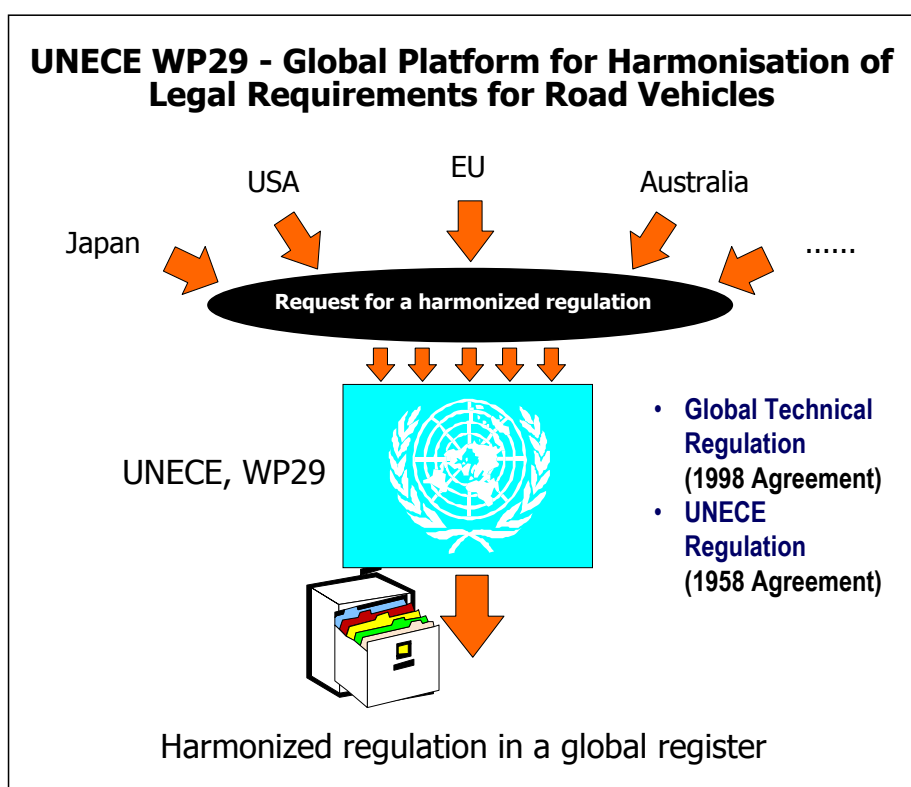 UNECE WP29 - Global Platform for Harmonisation of
Legal Requirements for Road Vehicles
EU
USA
Australia
Japan
......
Request for a harmonized regulation
• Global Technical
Regulation
(1998 Agreement)
• UNECE
Regulation
(1958 Agreement)
UNECE, WP29
Harmonized regulation in a global register